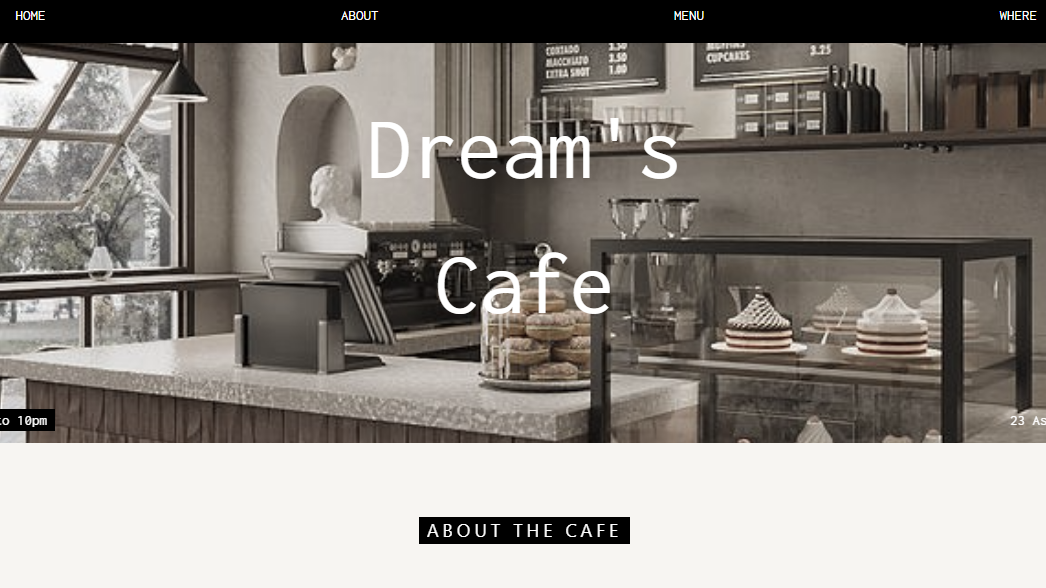 HOME ABOUT MENU WHERE
CORTADO 3.50
MACCHIATO 3.50
EXTRA SHOT 1.00
MUFFINS
CUPCAKES 3.25
Dream's
Cafe
to 10pm
23 As
ABOUT THE CAFE